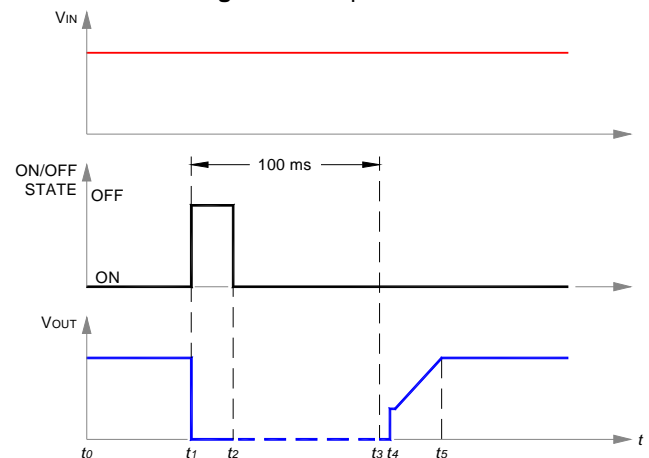 VIN
100 ms
ON/OFF
STATE
OFF
ON
VOUT
t
t0 t1 t2 t3 t4 t5